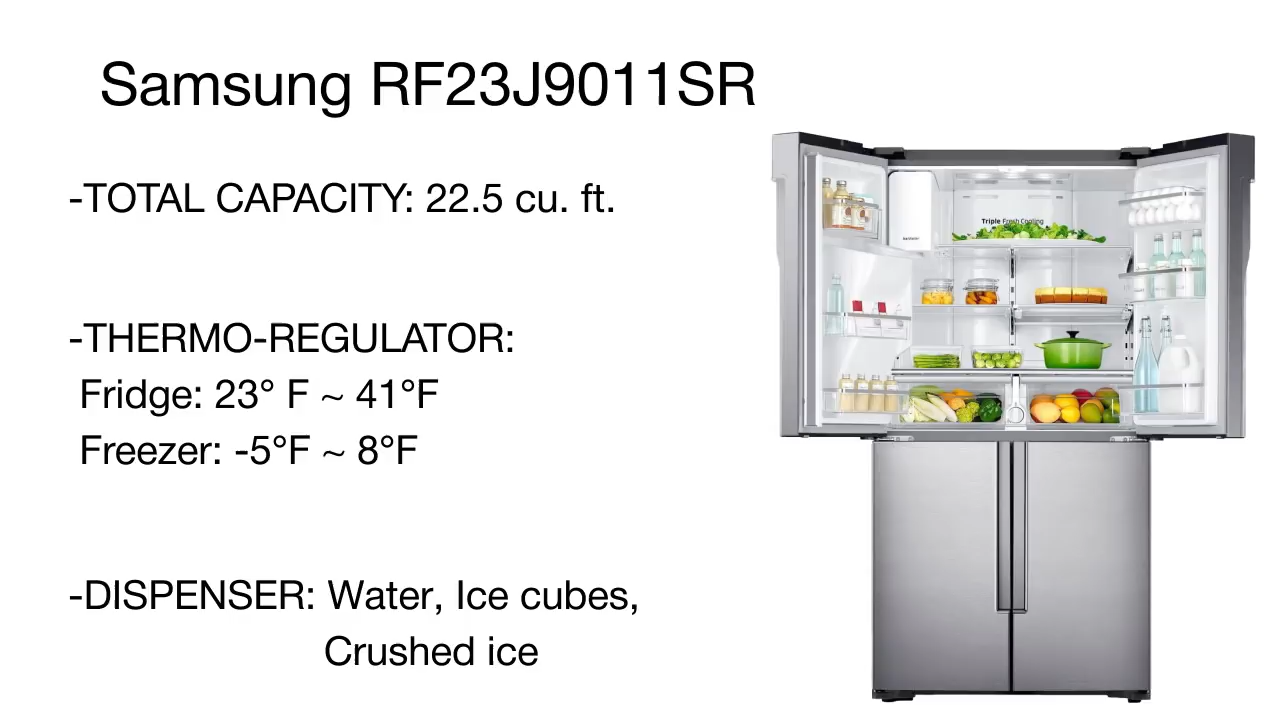 Samsung RF23J9011SR
-TOTAL CAPACITY: 22.5 cu. ft.
-THERMO-REGULATOR:
Fridge: 23° F ~ 41°F
Freezer: -5°F ~ 8°F
-DISPENSER: Water, Ice cubes,
Crushed ice
Triple Fresh Cooling